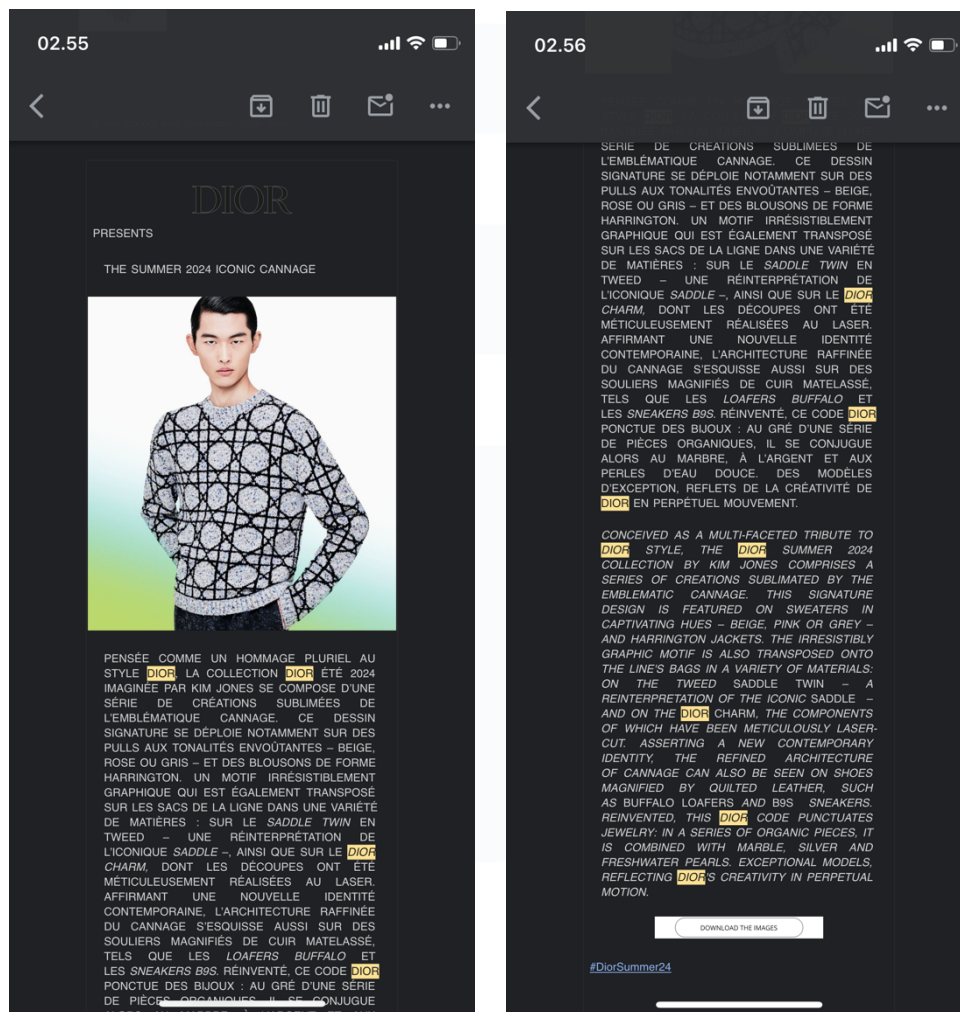 02.55
DIOR
PRESENTS
THE SUMMER 2024 ICONIC CANNAGE
PENSÉE COMME UN HOMMAGE PLURIEL AU
STYLE DIOR, LA COLLECTION DIOR ÉTÉ 2024
IMAGINÉE PAR KIM JONES SE COMPOSE D'UNE
SÉRIE DE CRÉATIONS SUBLIMÉES DE
L'EMBLÉMATIQUE CANNAGE. CE DESSIN
SIGNATURE SE DÉPLOIE NOTAMMENT SUR DES
PULLS AUX TONALITÉS ENVOÛTANTES – BEIGE,
ROSE OU GRIS – ET DES BLOUSONS DE FORME
HARRINGTON. UN MOTIF IRRÉSISTIBLEMENT
GRAPHIQUE QUI EST ÉGALEMENT TRANSPOSÉ
SUR LES SACS DE LA LIGNE DANS UNE VARIÉTÉ
DE MATIÈRES : SUR LE SADDLE TWIN EN
TWEED – UNE RÉINTERPRÉTATION DE
L'ICONIQUE SADDLE –, AINSI QUE SUR LE DIOR
CHARM, DONT LES DÉCOUPES ONT ÉTÉ
MÉTICULEUSEMENT RÉALISÉES AU LASER.
AFFIRMANT UNE NOUVELLE IDENTITÉ
CONTEMPORAINE, L'ARCHITECTURE RAFFINÉE
DU CANNAGE S'ESQUISSE AUSSI SUR DES
SOULIERS MAGNIFIÉS DE CUIR MATELASSÉ,
TELS QUE LES LOAFERS BUFFALO ET
LES SNEAKERS B9S. RÉINVENTÉ, CE CODE DIOR
PONCTUE DES BIJOUX : AU GRÉ D'UNE SÉRIE
DE PIÈCES ORGANIQUES, IL SE CONJUGUE
02.56
SÉRIE DE CRÉATIONS SUBLIMÉES DE
L'EMBLÉMATIQUE CANNAGE. CE DESSIN
SIGNATURE SE DÉPLOIE NOTAMMENT SUR DES
PULLS AUX TONALITÉS ENVOÛTANTES – BEIGE,
ROSE OU GRIS – ET DES BLOUSONS DE FORME
HARRINGTON. UN MOTIF IRRÉSISTIBLEMENT
GRAPHIQUE QUI EST ÉGALEMENT TRANSPOSÉ
SUR LES SACS DE LA LIGNE DANS UNE VARIÉTÉ
DE MATIÈRES : SUR LE SADDLE TWIN EN
TWEED – UNE RÉINTERPRÉTATION DE
L'ICONIQUE SADDLE –, AINSI QUE SUR LE DIOR
CHARM, DONT LES DÉCOUPES ONT ÉTÉ
MÉTICULEUSEMENT RÉALISÉES AU LASER.
AFFIRMANT UNE NOUVELLE IDENTITÉ
CONTEMPORAINE, L'ARCHITECTURE RAFFINÉE
DU CANNAGE S'ESQUISSE AUSSI SUR DES
SOULIERS MAGNIFIÉS DE CUIR MATELASSÉ,
TELS QUE LES LOAFERS BUFFALO ET
LES SNEAKERS B9S. RÉINVENTÉ, CE CODE DIOR
PONCTUE DES BIJOUX : AU GRÉ D'UNE SÉRIE
DE PIÈCES ORGANIQUES, IL SE CONJUGUE
ALORS AU MARBRE, À L'ARGENT ET AUX
PERLES D'EAU DOUCE. DES MODÈLES
D'EXCEPTION, REFLETS DE LA CRÉATIVITÉ DE
DIOR EN PERPÉTUEL MOUVEMENT.
CONCEIVED AS A MULTI-FACETED TRIBUTE TO
DIOR STYLE, THE DIOR SUMMER 2024
COLLECTION BY KIM JONES COMPRISES A
SERIES OF CREATIONS SUBLIMATED BY THE
EMBLEMATIC CANNAGE. THIS SIGNATURE
DESIGN IS FEATURED ON SWEATERS IN
CAPTIVATING HUES – BEIGE, PINK OR GREY –
AND HARRINGTON JACKETS. THE IRRESISTIBLY
GRAPHIC MOTIF IS ALSO TRANSPOSED ONTO
THE LINE'S BAGS IN A VARIETY OF MATERIALS:
ON THE TWEED SADDLE TWIN – A
REINTERPRETATION OF THE ICONIC SADDLE –
AND ON THE DIOR CHARM, THE COMPONENTS
OF WHICH HAVE BEEN METICULOUSLY LASER-
CUT. ASSERTING A NEW CONTEMPORARY
IDENTITY, THE REFINED ARCHITECTURE
OF CANNAGE CAN ALSO BE SEEN ON SHOES
MAGNIFIED BY QUILTED LEATHER, SUCH
AS BUFFALO LOAFERS AND B9S SNEAKERS.
REINVENTED, THIS DIOR CODE PUNCTUATES
JEWELRY: IN A SERIES OF ORGANIC PIECES, IT
IS COMBINED WITH MARBLE, SILVER AND
FRESHWATER PEARLS. EXCEPTIONAL MODELS,
REFLECTING DIOR'S CREATIVITY IN PERPETUAL
MOTION.
DOWNLOAD THE IMAGES
#DiorSummer24